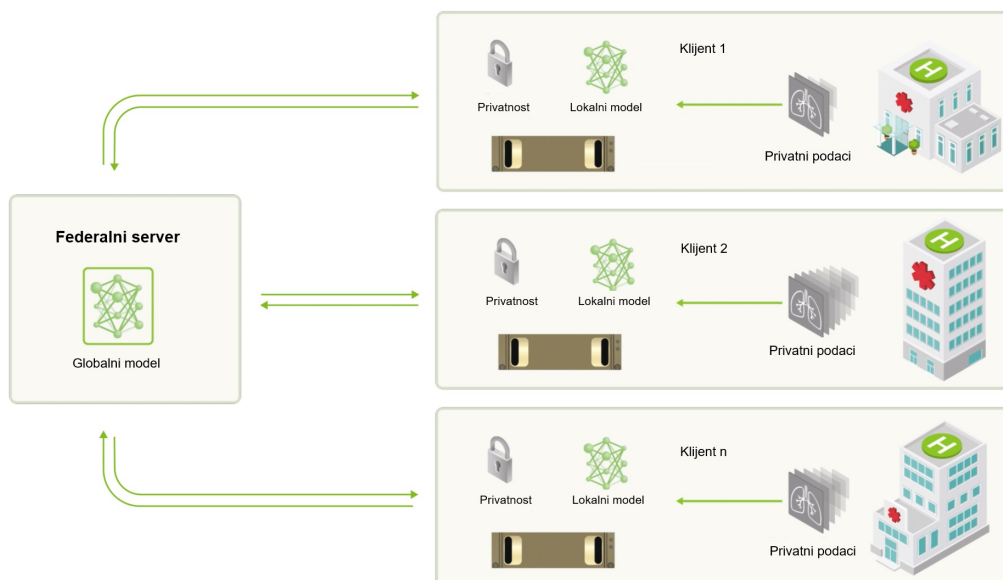 Klijent 1
Privatnost
Lokalni model
Privatni podaci
H
Federalni server
Globalni model
Klijent 2
Privatnost
Lokalni model
Privatni podaci
H
Klijent n
Privatnost
Lokalni model
Privatni podaci
H